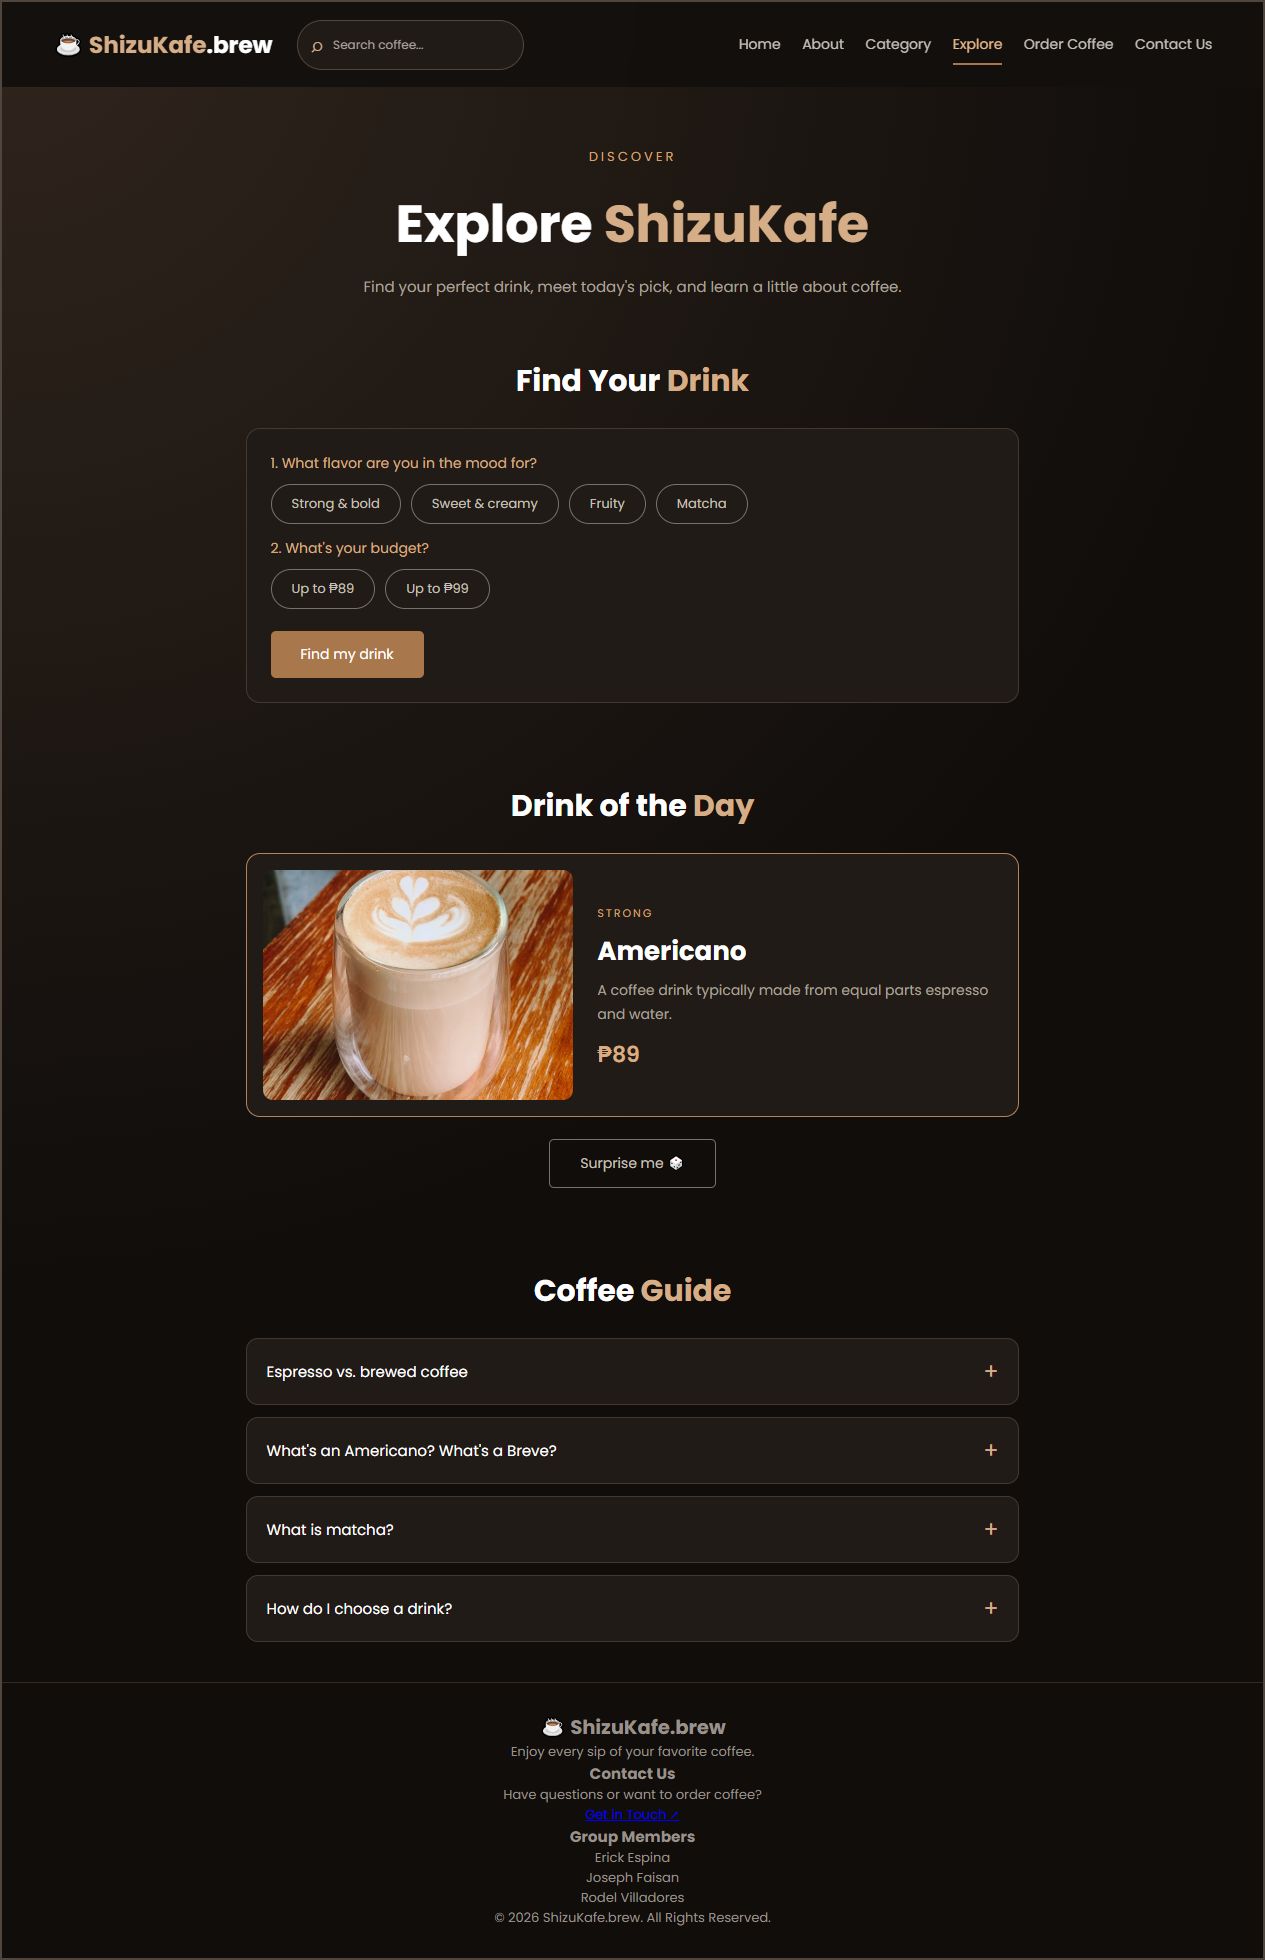 ☕ ShizuKafe.brew
Search coffee...
Home
About
Category
Explore
Order Coffee
Contact Us
DISCOVER
Explore ShizuKafe
Find your perfect drink, meet today's pick, and learn a little about coffee.
Find Your Drink
1. What flavor are you in the mood for?
Strong & bold
Sweet & creamy
Fruity
Matcha
2. What's your budget?
Up to ₱89
Up to ₱99
Find my drink
Drink of the Day
STRONG
Americano
A coffee drink typically made from equal parts espresso
and water.
₱89
Surprise me 🎲
Coffee Guide
Espresso vs. brewed coffee
What's an Americano? What's a Breve?
What is matcha?
How do I choose a drink?
☕ ShizuKafe.brew
Enjoy every sip of your favorite coffee.
Contact Us
Have questions or want to order coffee?
Get in Touch ↗
Group Members
Erick Espina
Joseph Faisan
Rodel Villadores
© 2026 ShizuKafe.brew. All Rights Reserved.